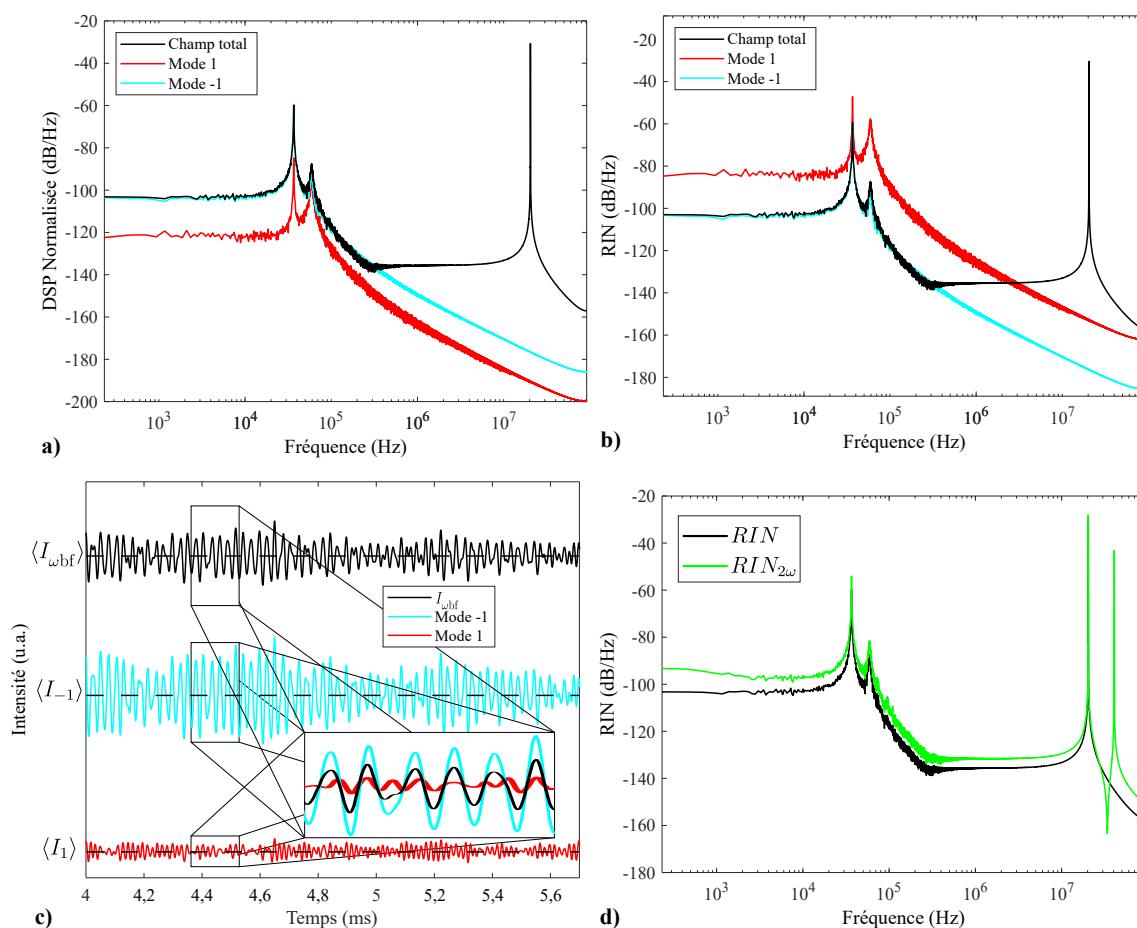 -20
-40
-60
-80
-100
-120
-140
-160
-180
-200
DSP Normalisée (dB/Hz)
Champ total
Mode 1
Mode -1
10³ 10⁴ 10⁵ 10⁶ 10⁷
Fréquence (Hz)
a)
-20
-40
-60
-80
-100
-120
-140
-160
-180
RIN (dB/Hz)
Champ total
Mode 1
Mode -1
10³ 10⁴ 10⁵ 10⁶ 10⁷
Fréquence (Hz)
b)
Intensité (u.a.)
⟨I_ωbf⟩
⟨I₋₁⟩
⟨I₁⟩
I_ωbf
Mode -1
Mode 1
4 4,2 4,4 4,6 4,8 5 5,2 5,4 5,6
Temps (ms)
c)
-20
-40
-60
-80
-100
-120
-140
-160
-180
RIN (dB/Hz)
RIN
RIN_2ω
10³ 10⁴ 10⁵ 10⁶ 10⁷
Fréquence (Hz)
d)